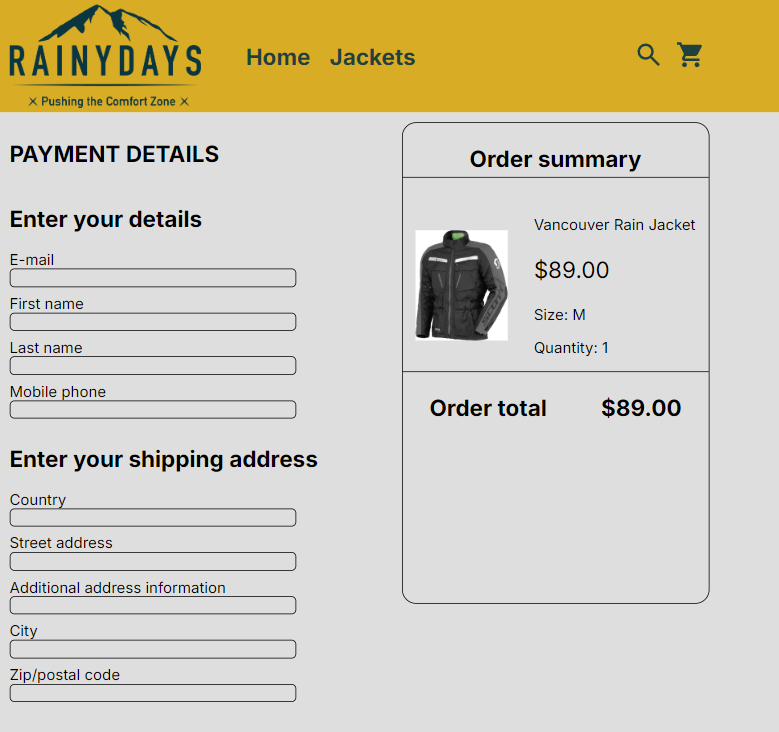 RAINYDAYS
Pushing the Comfort Zone
Home Jackets
PAYMENT DETAILS
Enter your details
E-mail
First name
Last name
Mobile phone
Enter your shipping address
Country
Street address
Additional address information
City
Zip/postal code
Order summary
Vancouver Rain Jacket
$89.00
Size: M
Quantity: 1
Order total $89.00